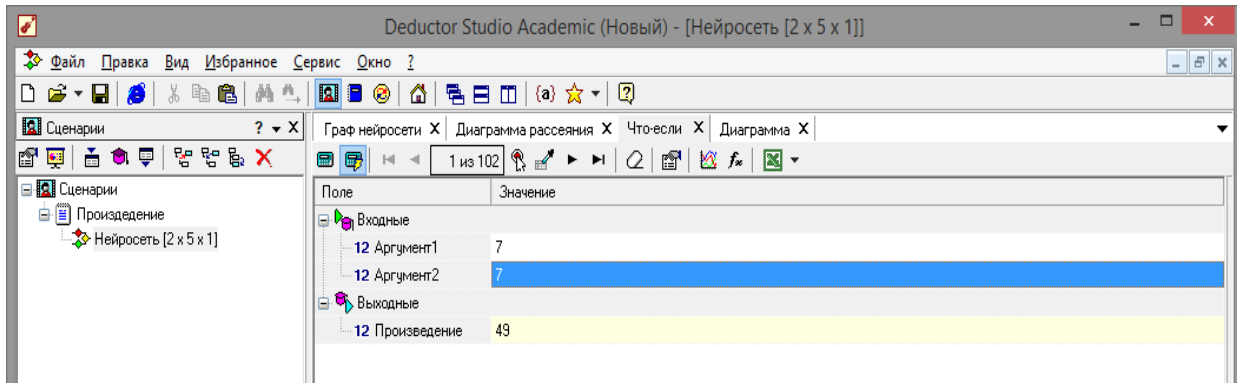 Deductor Studio Academic (Новый) - [Нейросеть [2 x 5 x 1]]
Файл Правка Вид Избранное Сервис Окно ?
{a}
Сценарии ?
Граф нейросети X Диаграмма рассеяния X Что-если X Диаграмма X
1 из 102
Сценарии
Произдедение
Нейросеть [2 x 5 x 1]
Поле Значение
Входные
12 Аргумент1 7
12 Аргумент2 7
Выходные
12 Произведение 49